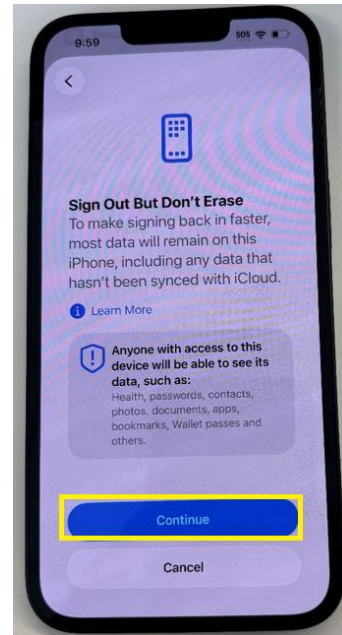 9:59
SOS
Sign Out But Don't Erase
To make signing back in faster,
most data will remain on this
iPhone, including any data that
hasn't been synced with iCloud.
Learn More
Anyone with access to this
device will be able to see its
data, such as:
Health, passwords, contacts,
photos, documents, apps,
bookmarks, Wallet passes and
others.
Continue
Cancel